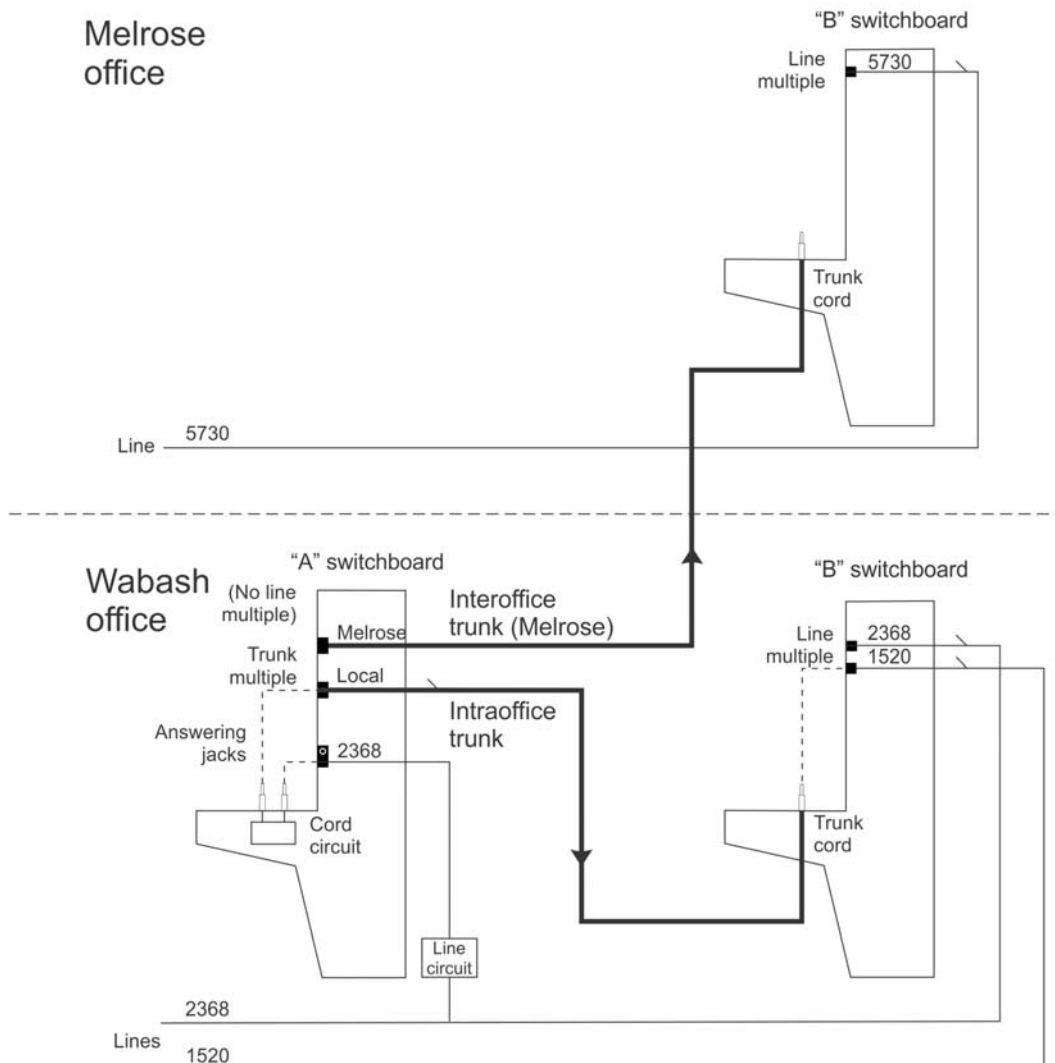 Melrose
office
“B” switchboard
Line
multiple
5730
Trunk
cord
5730
Line
Wabash
office
“A” switchboard
(No line
multiple)
Melrose
Interoffice
trunk (Melrose)
Trunk
multiple
Local
Intraoffice
trunk
Answering
jacks
2368
Cord
circuit
Line
circuit
“B” switchboard
Line
multiple
2368
1520
Trunk
cord
2368
Lines
1520